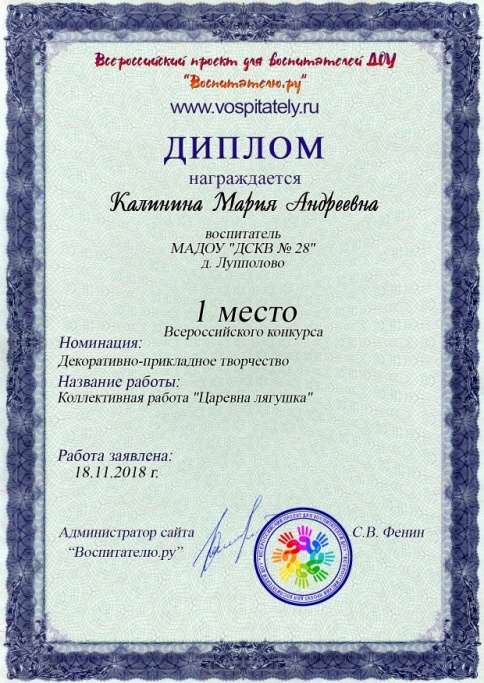 Всероссийский проект для воспитателей ДОУ
"Воспитателю.ру"
www.vospitately.ru
ДИПЛОМ
награждается
Калинина Мария Андреевна
воспитатель
МАДОУ "ДСКВ № 28"
д. Лупполово
1 место
Всероссийского конкурса
Номинация:
Декоративно-прикладное творчество
Название работы:
Коллективная работа "Царевна лягушка"
Работа заявлена:
18.11.2018 г.
Администратор сайта
"Воспитателю.ру"
С.В. Фенин